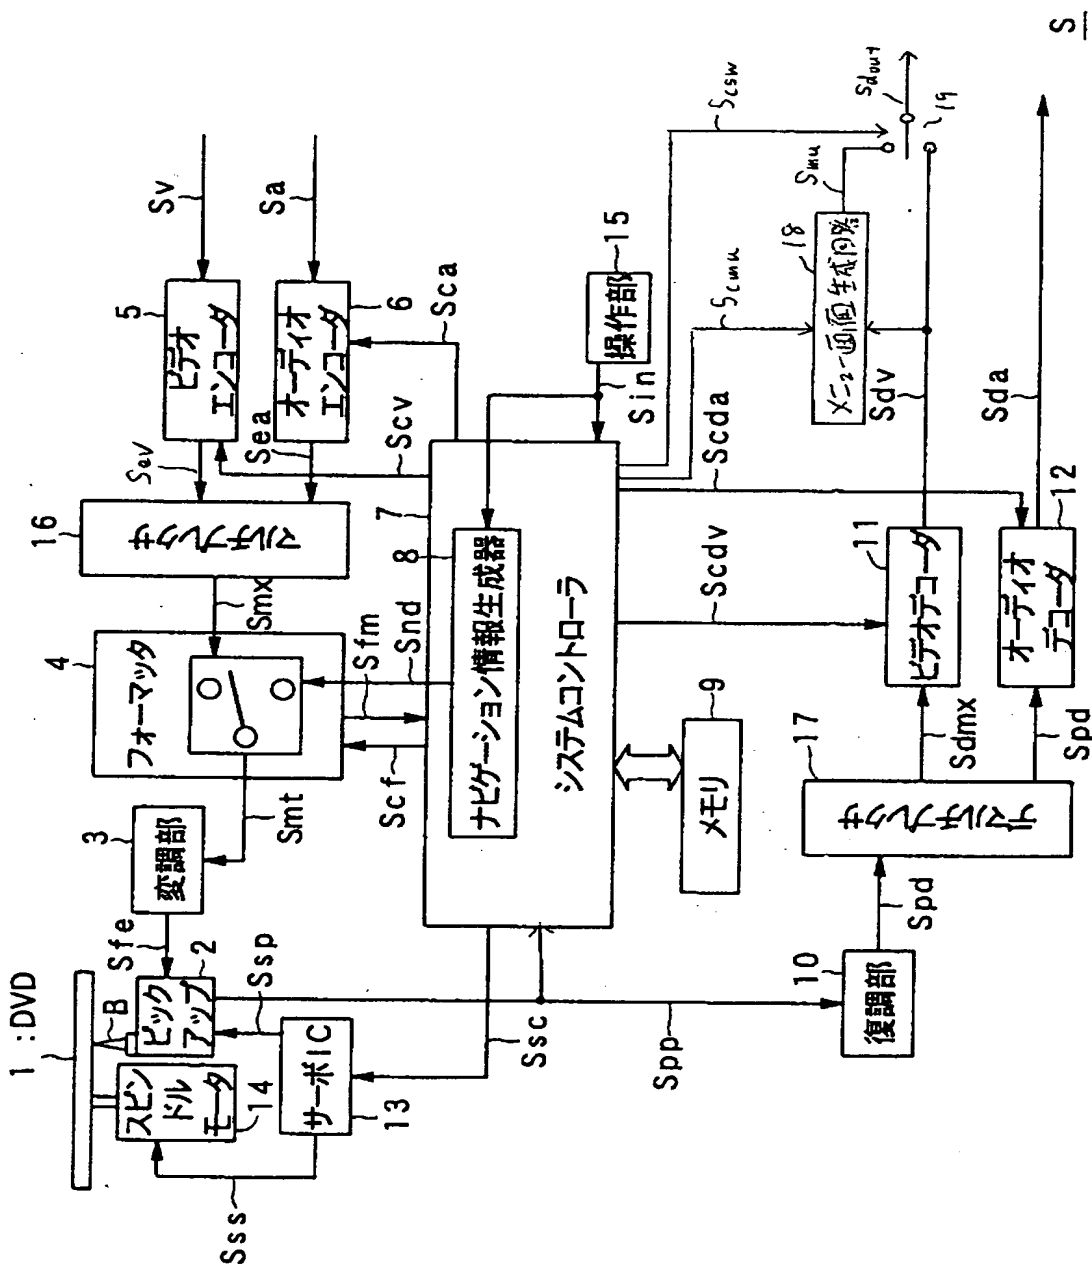 1 :DVD
B
スピン
ドル
モータ
14
ピック
アップ
2
サーボIC
13
Sss
Ssp
Sfe
3
変調部
Smt
4
フォーマッタ
Smx
16
マルチプレクサ
Sev
Sea
5
ビデオ
エンコーダ
6
オーディオ
エンコーダ
Sv
Sa
Scv
Sca
Scf
Sfm
Snd
7
8
ナビゲーション情報生成器
システムコントローラ
Sin
15
操作部
9
メモリ
Ssc
Spp
10
復調部
Spd
17
デマルチプレクサ
Sdmx
Spd
11
ビデオデコーダ
12
オーディオ
デコーダ
Scdv
Scda
Scmu
Scsw
18
メニュー画面生成回路
Smu
Sdout
19
Sdv
Sda
S